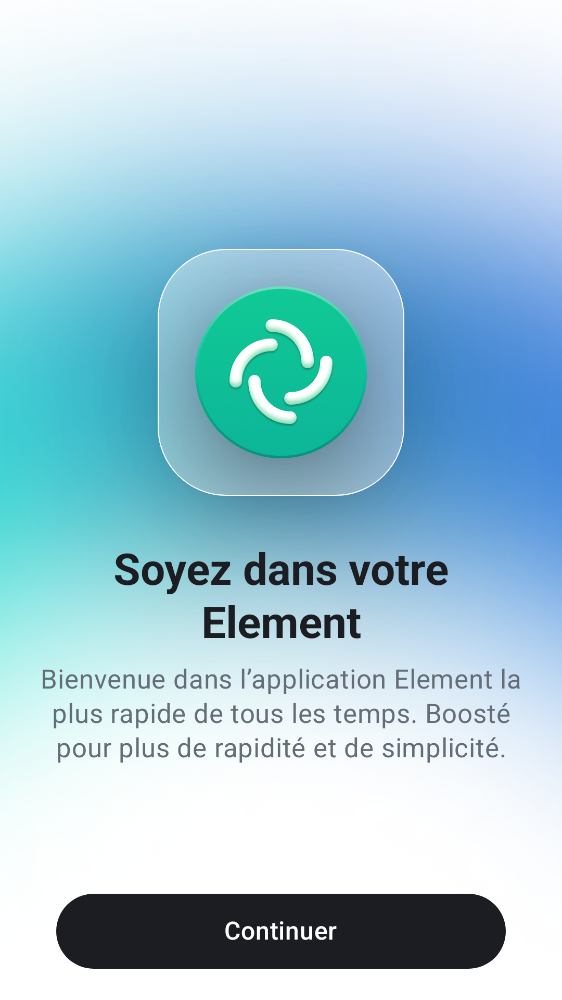 Soyez dans votre
Element
Bienvenue dans l’application Element la
plus rapide de tous les temps. Boosté
pour plus de rapidité et de simplicité.
Continuer